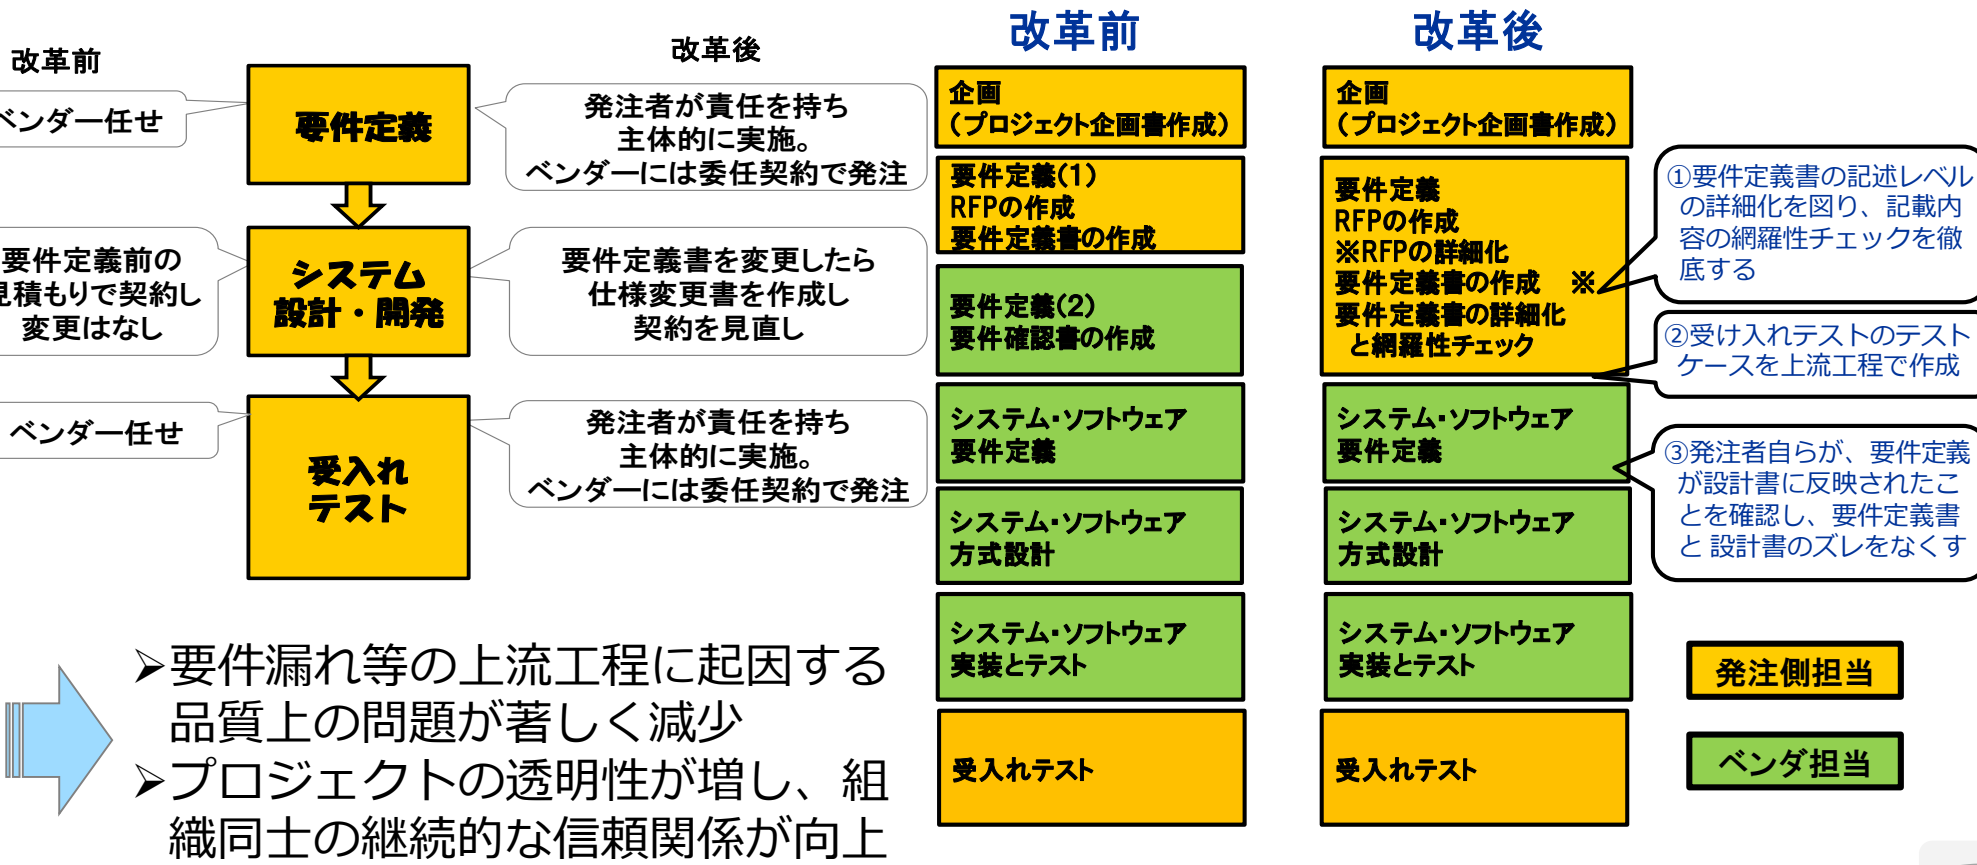 改革前
改革後
ベンダー任せ
要件定義
発注者が責任を持ち
主体的に実施。
ベンダーには委任契約で発注
要件定義前の
見積もりで契約し
変更はなし
システム
設計・開発
要件定義書を変更したら
仕様変更書を作成し
契約を見直し
ベンダー任せ
受入れ
テスト
発注者が責任を持ち
主体的に実施。
ベンダーには委任契約で発注
➢要件漏れ等の上流工程に起因する
品質上の問題が著しく減少
➢プロジェクトの透明性が増し、組
織同士の継続的な信頼関係が向上
改革前
企画
(プロジェクト企画書作成)
要件定義(1)
RFPの作成
要件定義書の作成
要件定義(2)
要件確認書の作成
システム・ソフトウェア
要件定義
システム・ソフトウェア
方式設計
システム・ソフトウェア
実装とテスト
受入れテスト
改革後
企画
(プロジェクト企画書作成)
要件定義
RFPの作成
※RFPの詳細化
要件定義書の作成 ※
要件定義書の詳細化
と網羅性チェック
システム・ソフトウェア
要件定義
システム・ソフトウェア
方式設計
システム・ソフトウェア
実装とテスト
受入れテスト
①要件定義書の記述レベル
の詳細化を図り、記載内
容の網羅性チェックを徹
底する
②受け入れテストのテスト
ケースを上流工程で作成
③発注者自らが、要件定義
が設計書に反映されたこ
とを確認し、要件定義書
と 設計書のズレをなくす
発注側担当
ベンダ担当